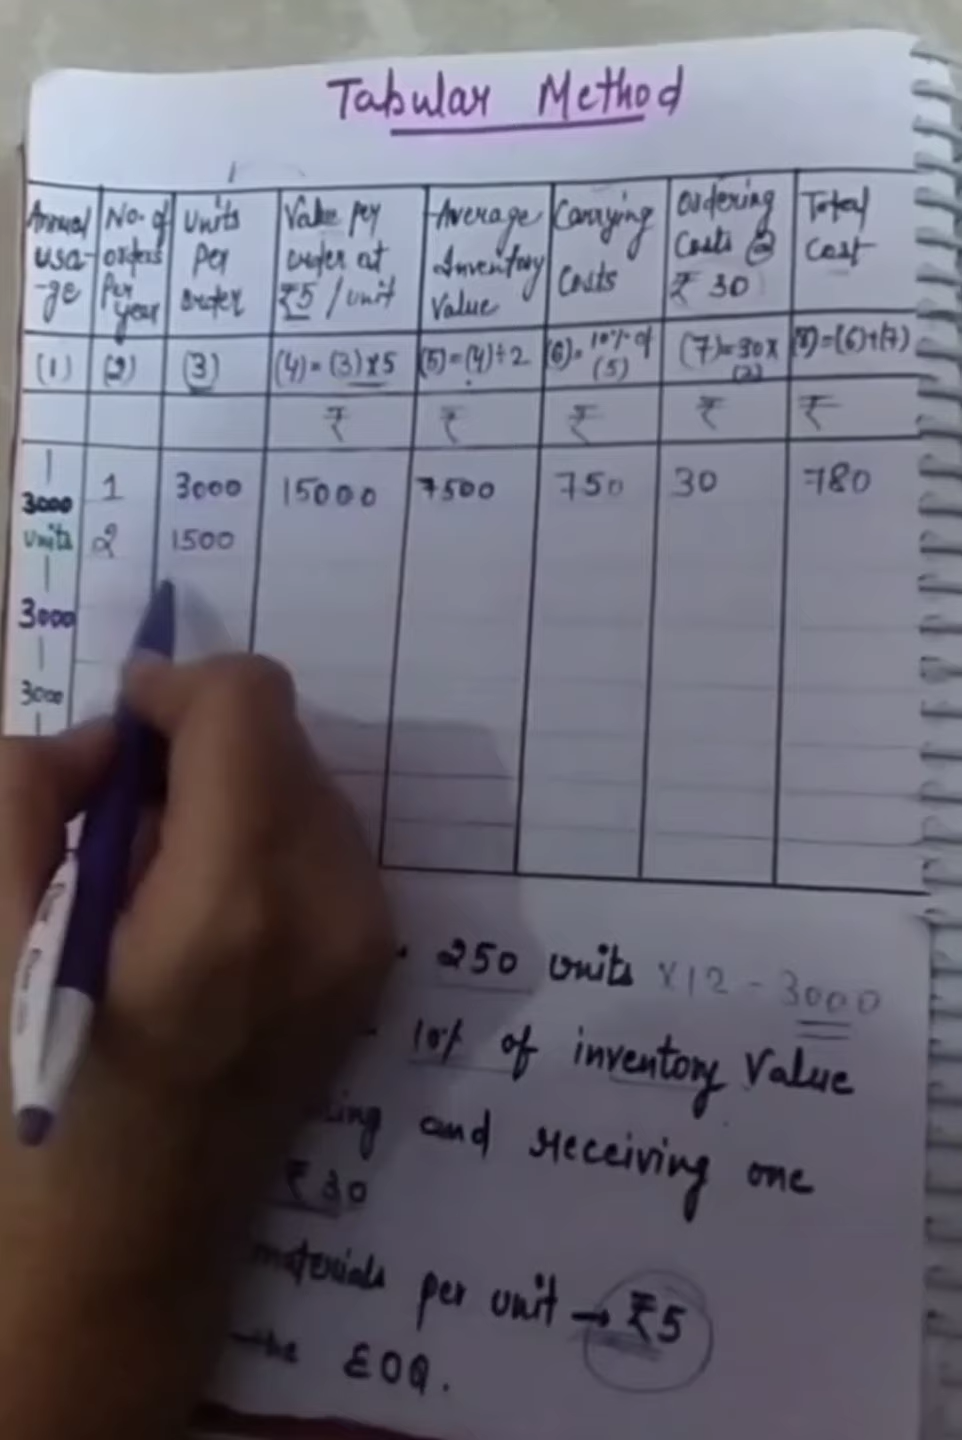 Tabular Method
Annual usa-ge | No. of orders Per year | Units Per order | Value per order at ₹5 / unit | Average Inventory Value | Carrying Costs | Ordering Costs @ ₹ 30 | Total Cost
(1) | (2) | (3) | (4) = (3) x 5 | (5) = (4) ÷ 2 | (6) = 10% of (5) | (7) = 30 x (2) | (8) = (6) + (7)
₹ | ₹ | ₹ | ₹ | ₹
3000 | 1 | 3000 | 15000 | 7500 | 750 | 30 | 780
units | 2 | 1500
3000
3000
250 units x 12 - 3000
10% of inventory Value
and receiving one
₹ 30
materials per unit → ₹5
the EOQ.